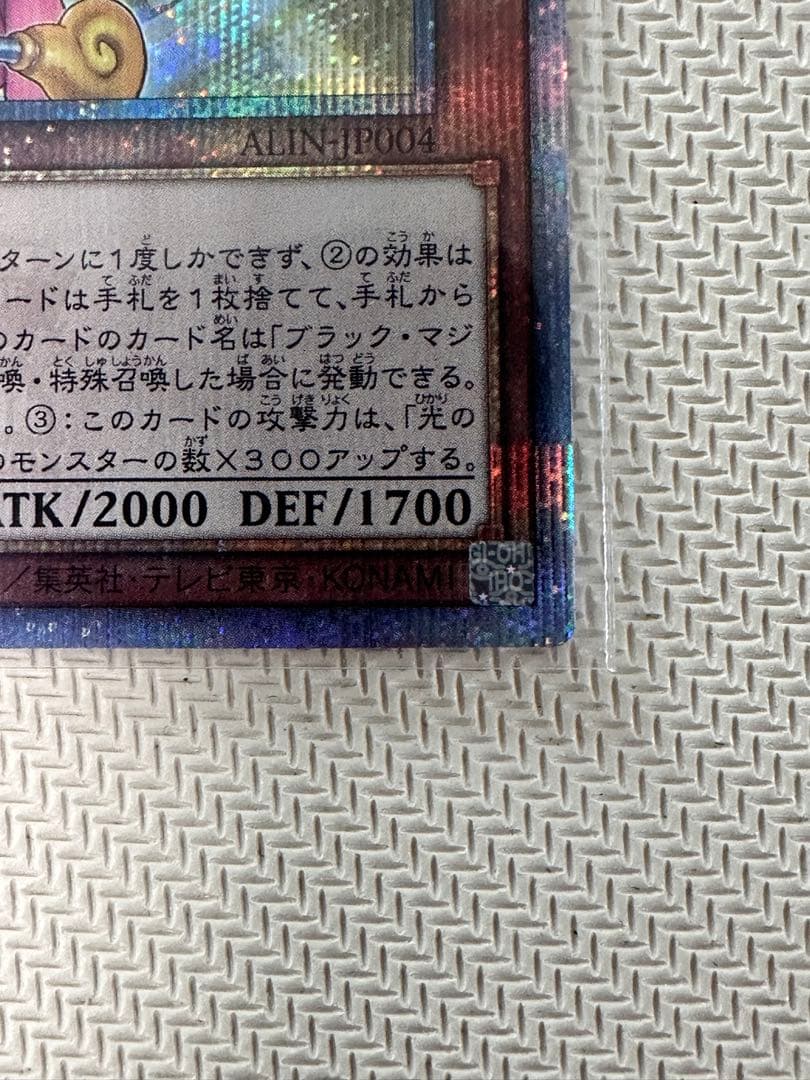 ALIN-JP004
ターンに1度しかできず、②の効果は
ードは手札を1枚捨てて、手札から
のカードのカード名は「ブラック・マジ
喚・特殊召喚した場合に発動できる。
。③:このカードの攻撃力は、「光の
のモンスターの数×300アップする。
ATK/2000 DEF/1700
／集英社・テレビ東京・KONAMI